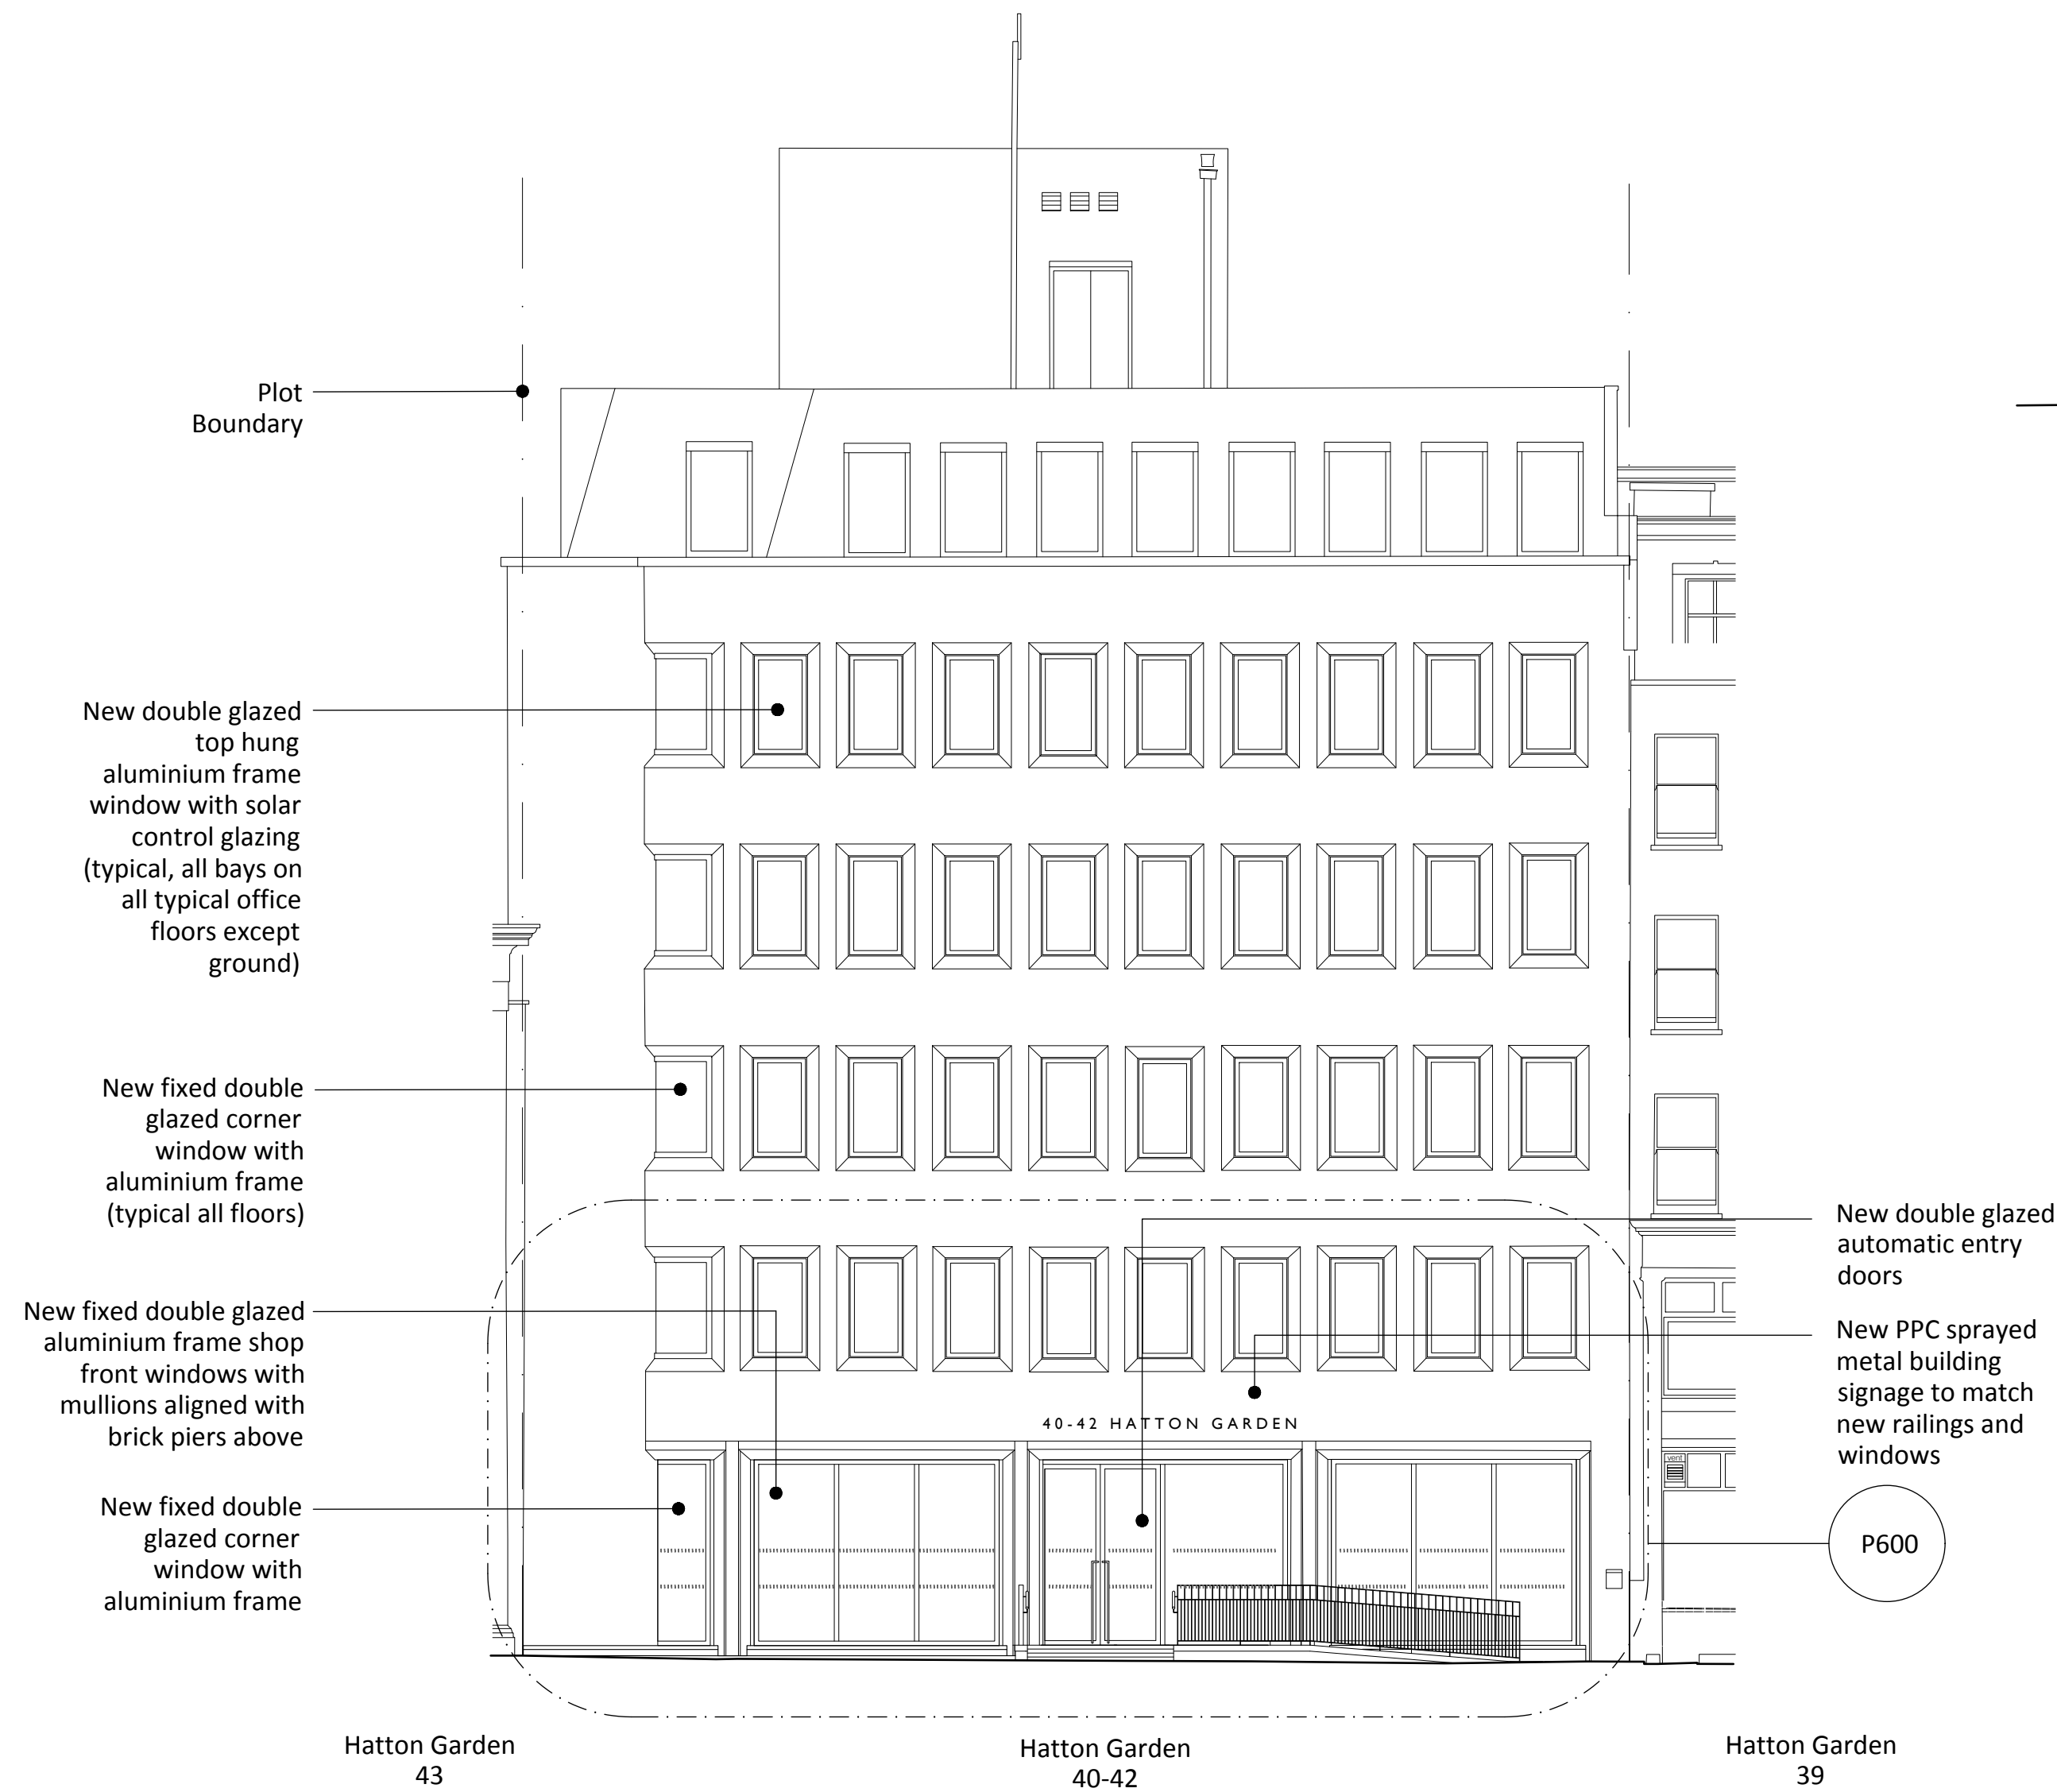 Plot
Boundary
New double glazed
top hung
aluminium frame
window with solar
control glazing
(typical, all bays on
all typical office
floors except
ground)
New fixed double
glazed corner
window with
aluminium frame
(typical all floors)
New fixed double glazed
aluminium frame shop
front windows with
mullions aligned with
brick piers above
New fixed double
glazed corner
window with
aluminium frame
40-42 HATTON GARDEN
New double glazed
automatic entry
doors
New PPC sprayed
metal building
signage to match
new railings and
windows
vent
P600
Hatton Garden
43
Hatton Garden
40-42
Hatton Garden
39